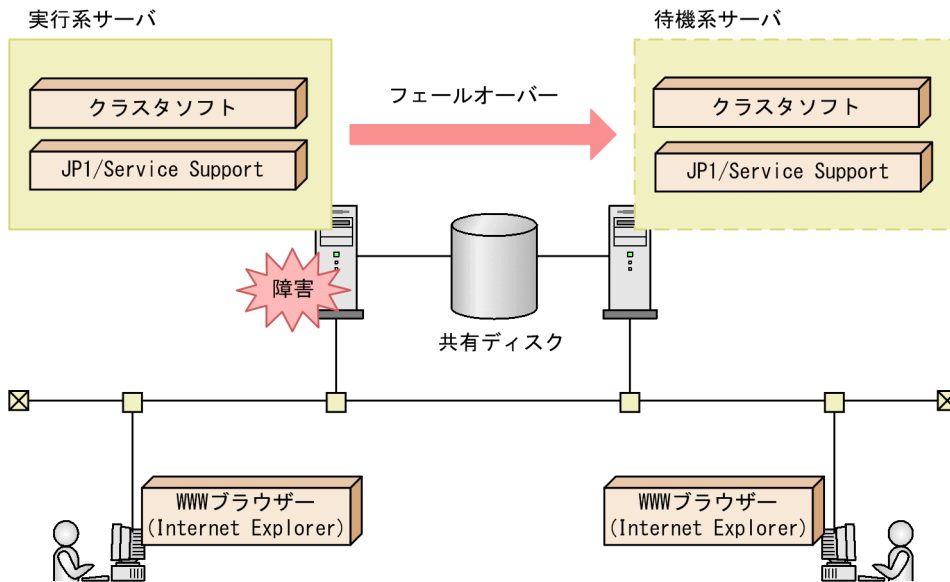 実行系サーバ
待機系サーバ
クラスタソフト
JP1/Service Support
フェールオーバー
クラスタソフト
JP1/Service Support
障害
共有ディスク
WWWブラウザー
(Internet Explorer)
WWWブラウザー
(Internet Explorer)